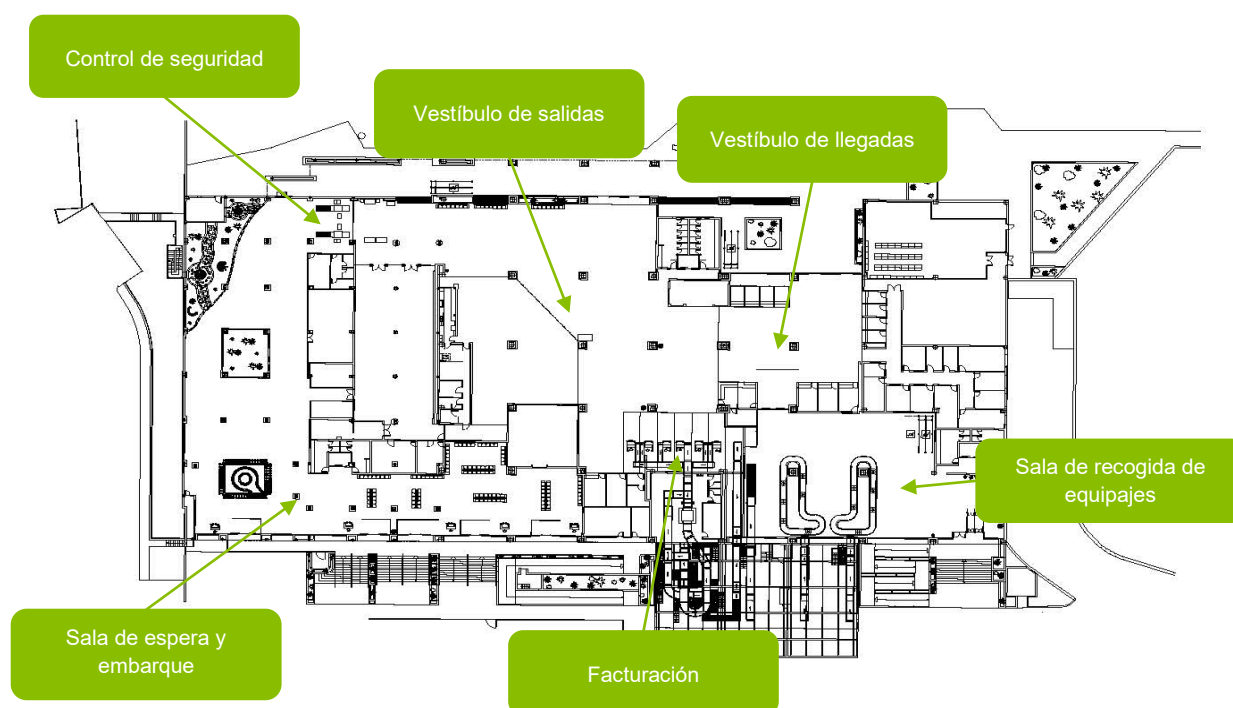 Control de seguridad
Vestíbulo de salidas
Vestíbulo de llegadas
Sala de recogida de
equipajes
Sala de espera y
embarque
Facturación